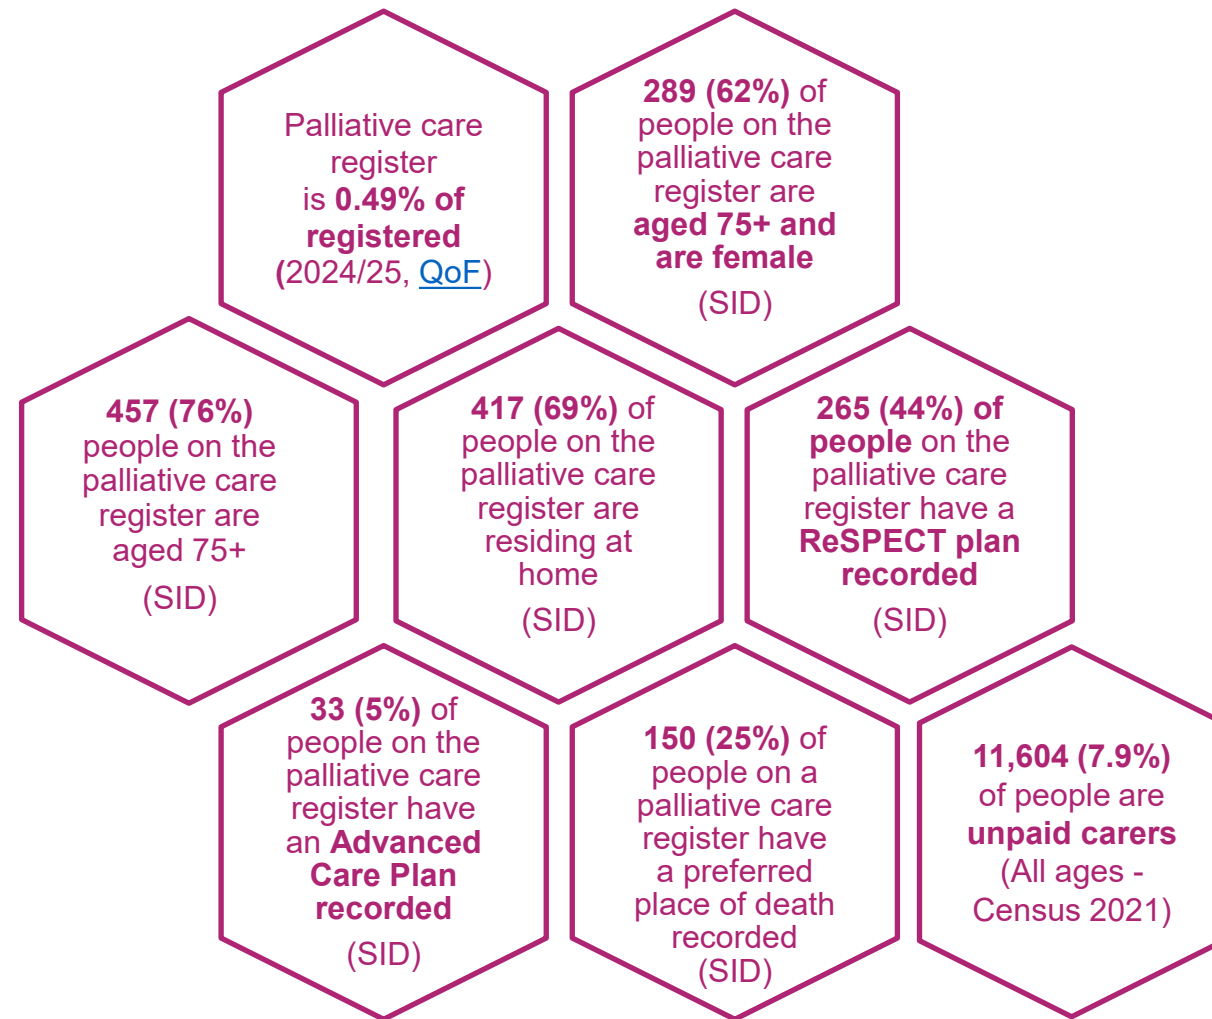 Palliative care
register
is 0.49% of
registered
(2024/25, QoF)
289 (62%) of
people on the
palliative care
register are
aged 75+ and
are female
(SID)
457 (76%)
people on the
palliative care
register are
aged 75+
(SID)
417 (69%) of
people on the
palliative care
register are
residing at
home
(SID)
265 (44%) of
people on the
palliative care
register have a
ReSPECT plan
recorded
(SID)
33 (5%) of
people on the
palliative care
register have
an Advanced
Care Plan
recorded
(SID)
150 (25%) of
people on a
palliative care
register have
a preferred
place of death
recorded
(SID)
11,604 (7.9%)
of people are
unpaid carers
(All ages -
Census 2021)